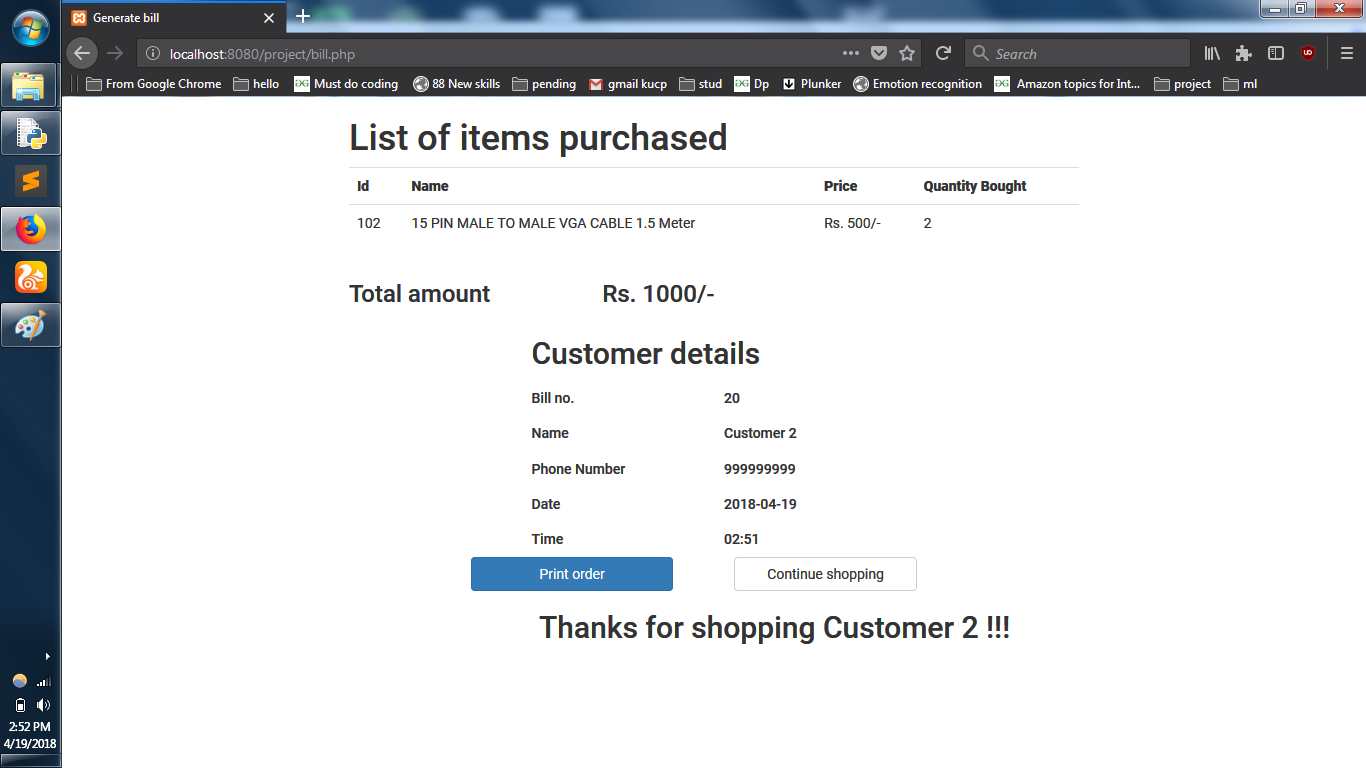 Generate bill
localhost:8080/project/bill.php
Search
From Google Chrome hello Must do coding 88 New skills pending gmail kucp stud Dp Plunker Emotion recognition Amazon topics for Int... project ml
List of items purchased
Id Name Price Quantity Bought
102 15 PIN MALE TO MALE VGA CABLE 1.5 Meter Rs. 500/- 2
Total amount Rs. 1000/-
Customer details
Bill no. 20
Name Customer 2
Phone Number 999999999
Date 2018-04-19
Time 02:51
Print order Continue shopping
Thanks for shopping Customer 2 !!!
2:52 PM
4/19/2018